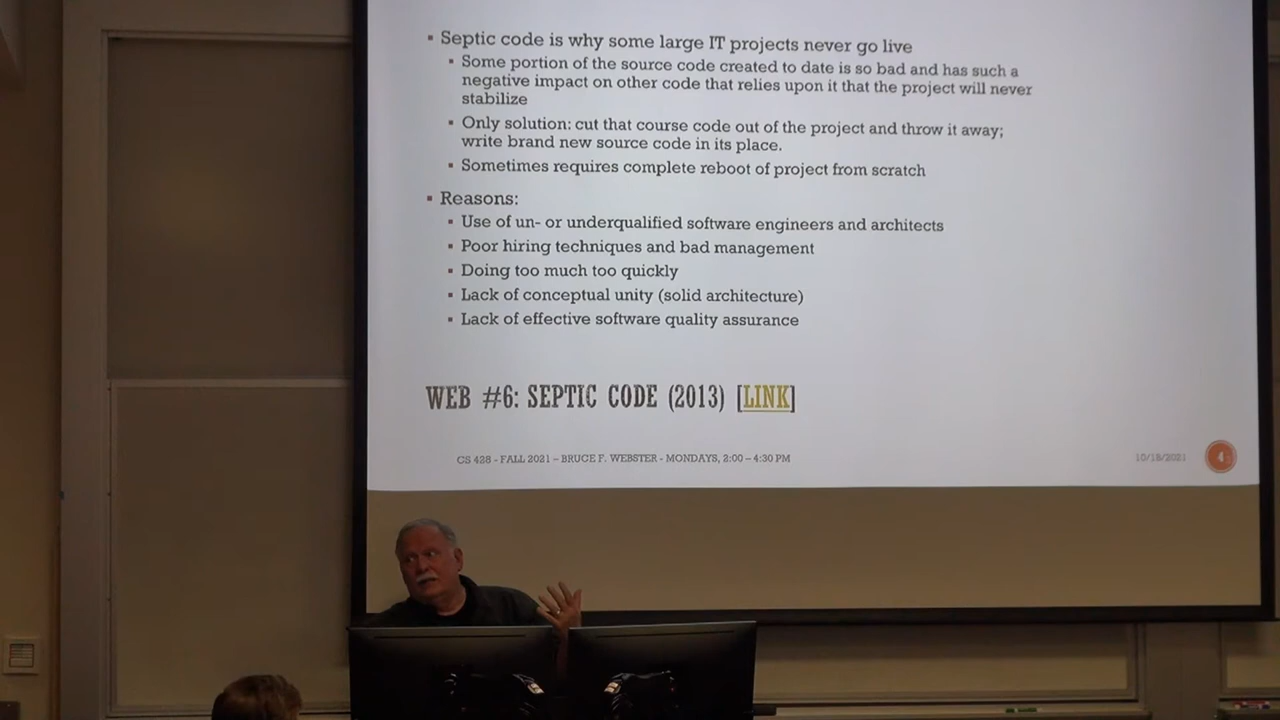 Septic code is why some large IT projects never go live
Some portion of the source code created to date is so bad and has such a
negative impact on other code that relies upon it that the project will never
stabilize
Only solution: cut that course code out of the project and throw it away;
write brand new source code in its place.
Sometimes requires complete reboot of project from scratch
Reasons:
Use of un- or underqualified software engineers and architects
Poor hiring techniques and bad management
Doing too much too quickly
Lack of conceptual unity (solid architecture)
Lack of effective software quality assurance
WEB #6: SEPTIC CODE (2013) [LINK]
CS 428 - FALL 2021 – BRUCE F. WEBSTER - MONDAYS, 2:00 – 4:30 PM
10/18/2021
4